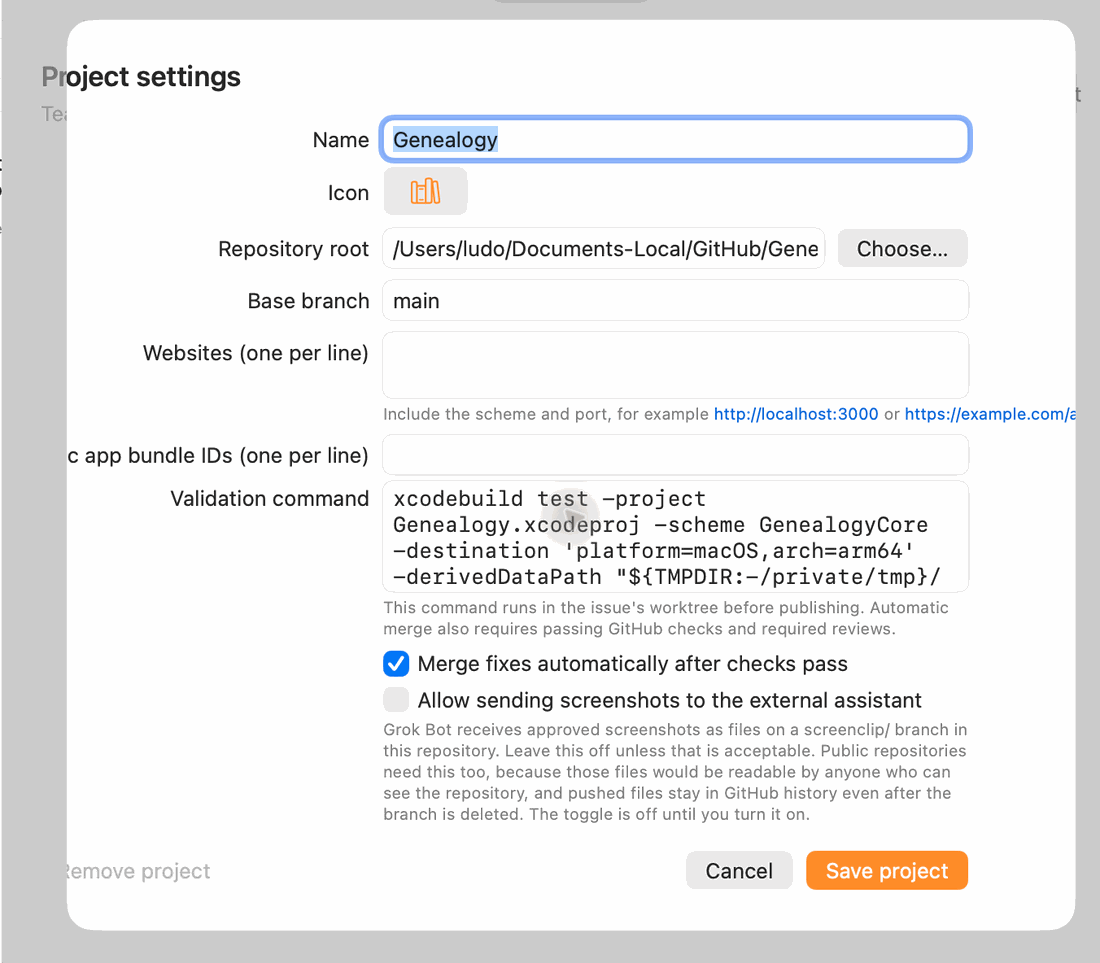 Project settings
Tea
Name
Genealogy
Icon
Repository root
/Users/ludo/Documents-Local/GitHub/Gene
Choose...
Base branch
main
Websites (one per line)
Include the scheme and port, for example http://localhost:3000 or https://example.com/a
c app bundle IDs (one per line)
Validation command
xcodebuild test -project
Genealogy.xcodeproj -scheme GenealogyCore
-destination 'platform=macOS,arch=arm64'
-derivedDataPath "${TMPDIR:-/private/tmp}/
This command runs in the issue's worktree before publishing. Automatic
merge also requires passing GitHub checks and required reviews.
Merge fixes automatically after checks pass
Allow sending screenshots to the external assistant
Grok Bot receives approved screenshots as files on a screenclip/ branch in
this repository. Leave this off unless that is acceptable. Public repositories
need this too, because those files would be readable by anyone who can
see the repository, and pushed files stay in GitHub history even after the
branch is deleted. The toggle is off until you turn it on.
Remove project
Cancel
Save project